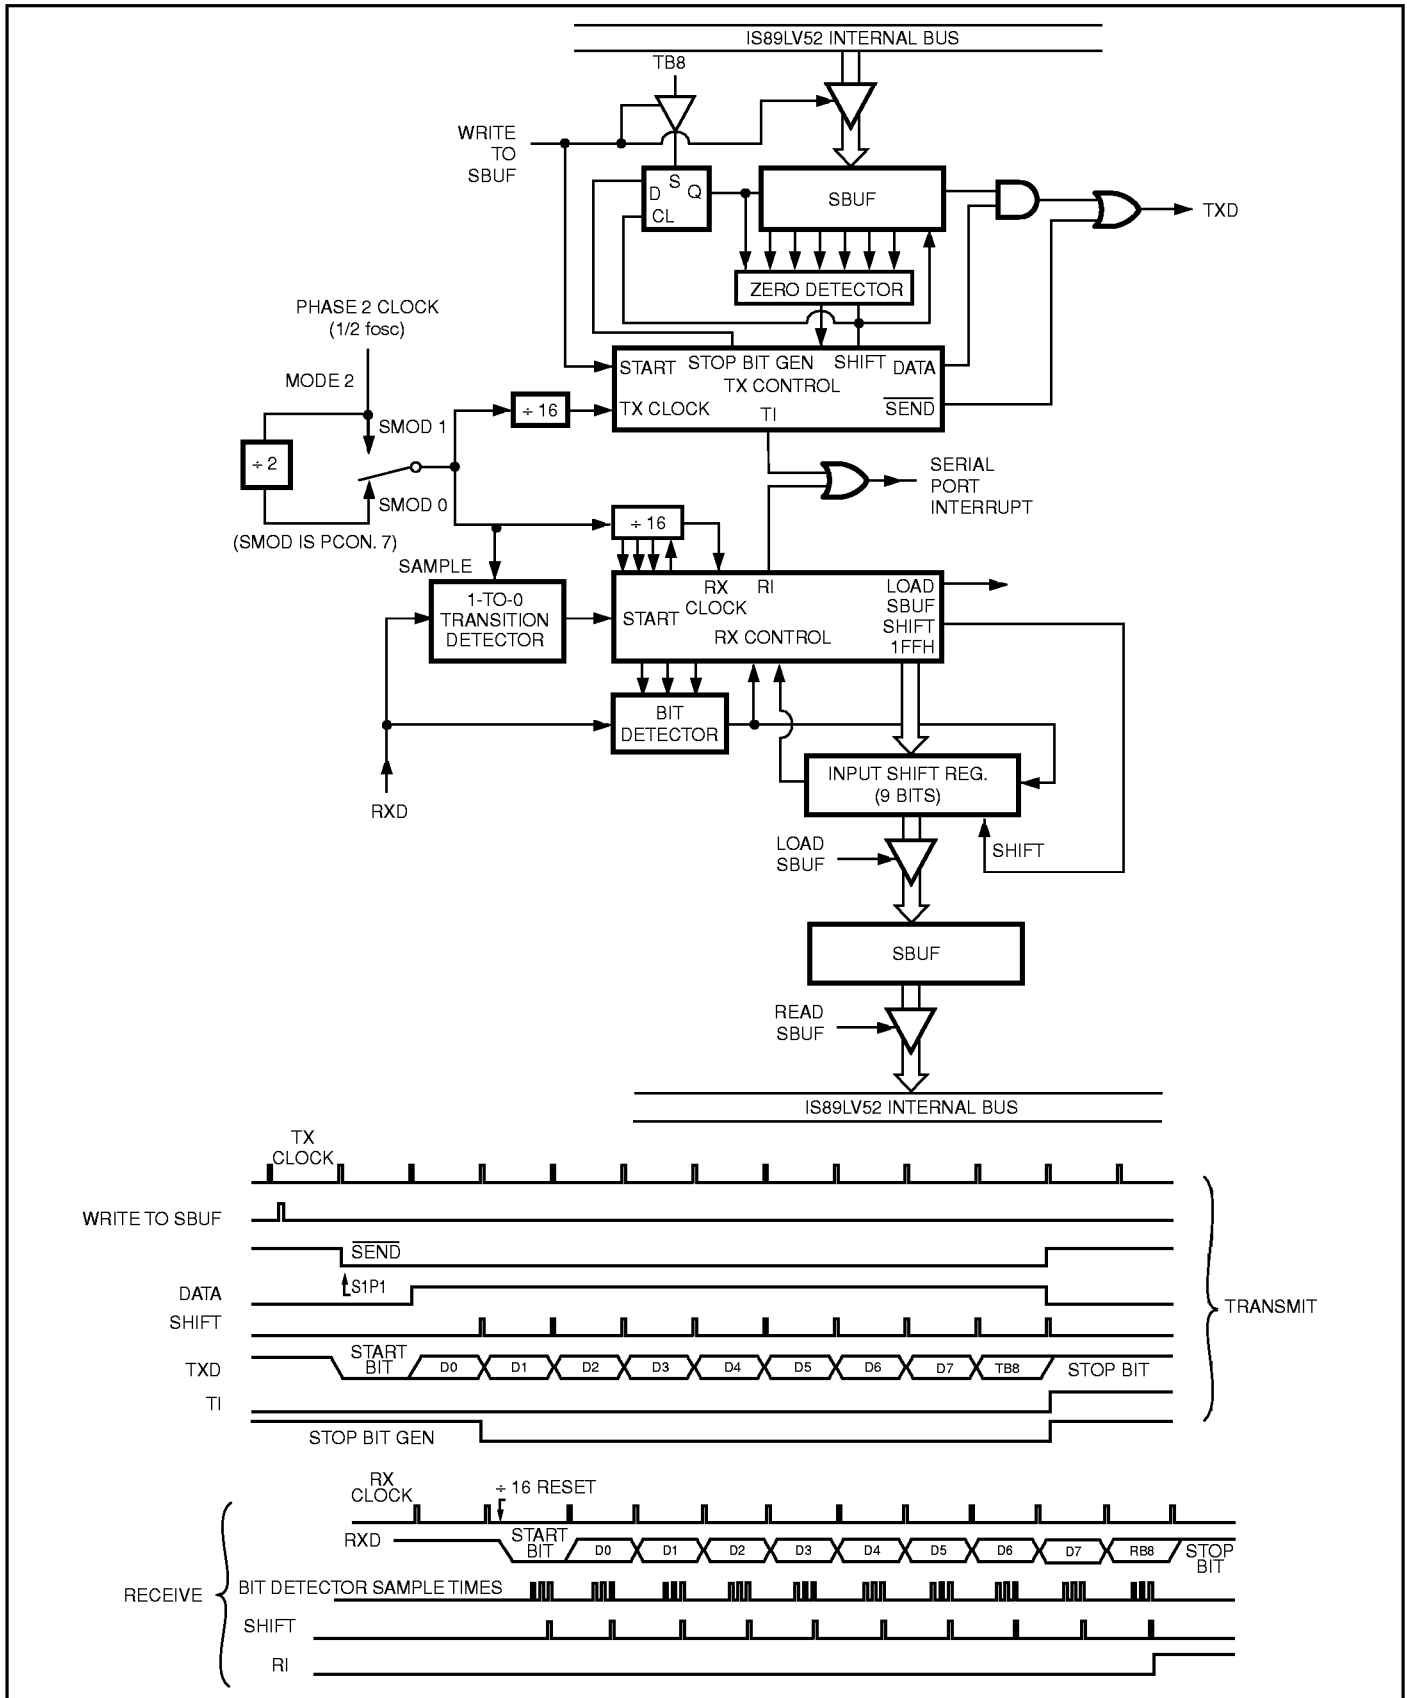 IS89LV52 INTERNAL BUS
TB8
WRITE
TO
SBUF
S
D
Q
CL
SBUF
TXD
ZERO DETECTOR
PHASE 2 CLOCK
(1/2 fosc)
MODE 2
START
STOP BIT GEN
SHIFT
DATA
TX CONTROL
÷ 16
TX CLOCK
TI
SEND
SMOD 1
÷ 2
SMOD 0
(SMOD IS PCON. 7)
SERIAL
PORT
INTERRUPT
÷ 16
SAMPLE
1-TO-0
TRANSITION
DETECTOR
RX
CLOCK
RI
START
RX CONTROL
LOAD
SBUF
SHIFT
1FFH
BIT
DETECTOR
RXD
INPUT SHIFT REG.
(9 BITS)
LOAD
SBUF
SHIFT
SBUF
READ
SBUF
IS89LV52 INTERNAL BUS
TX
CLOCK
WRITE TO SBUF
SEND
S1P1
DATA
SHIFT
TXD
START
BIT
D0
D1
D2
D3
D4
D5
D6
D7
TB8
STOP BIT
TI
STOP BIT GEN
TRANSMIT
RX
CLOCK
÷ 16 RESET
RXD
START
BIT
D0
D1
D2
D3
D4
D5
D6
D7
RB8
STOP
BIT
BIT DETECTOR SAMPLE TIMES
SHIFT
RI
RECEIVE